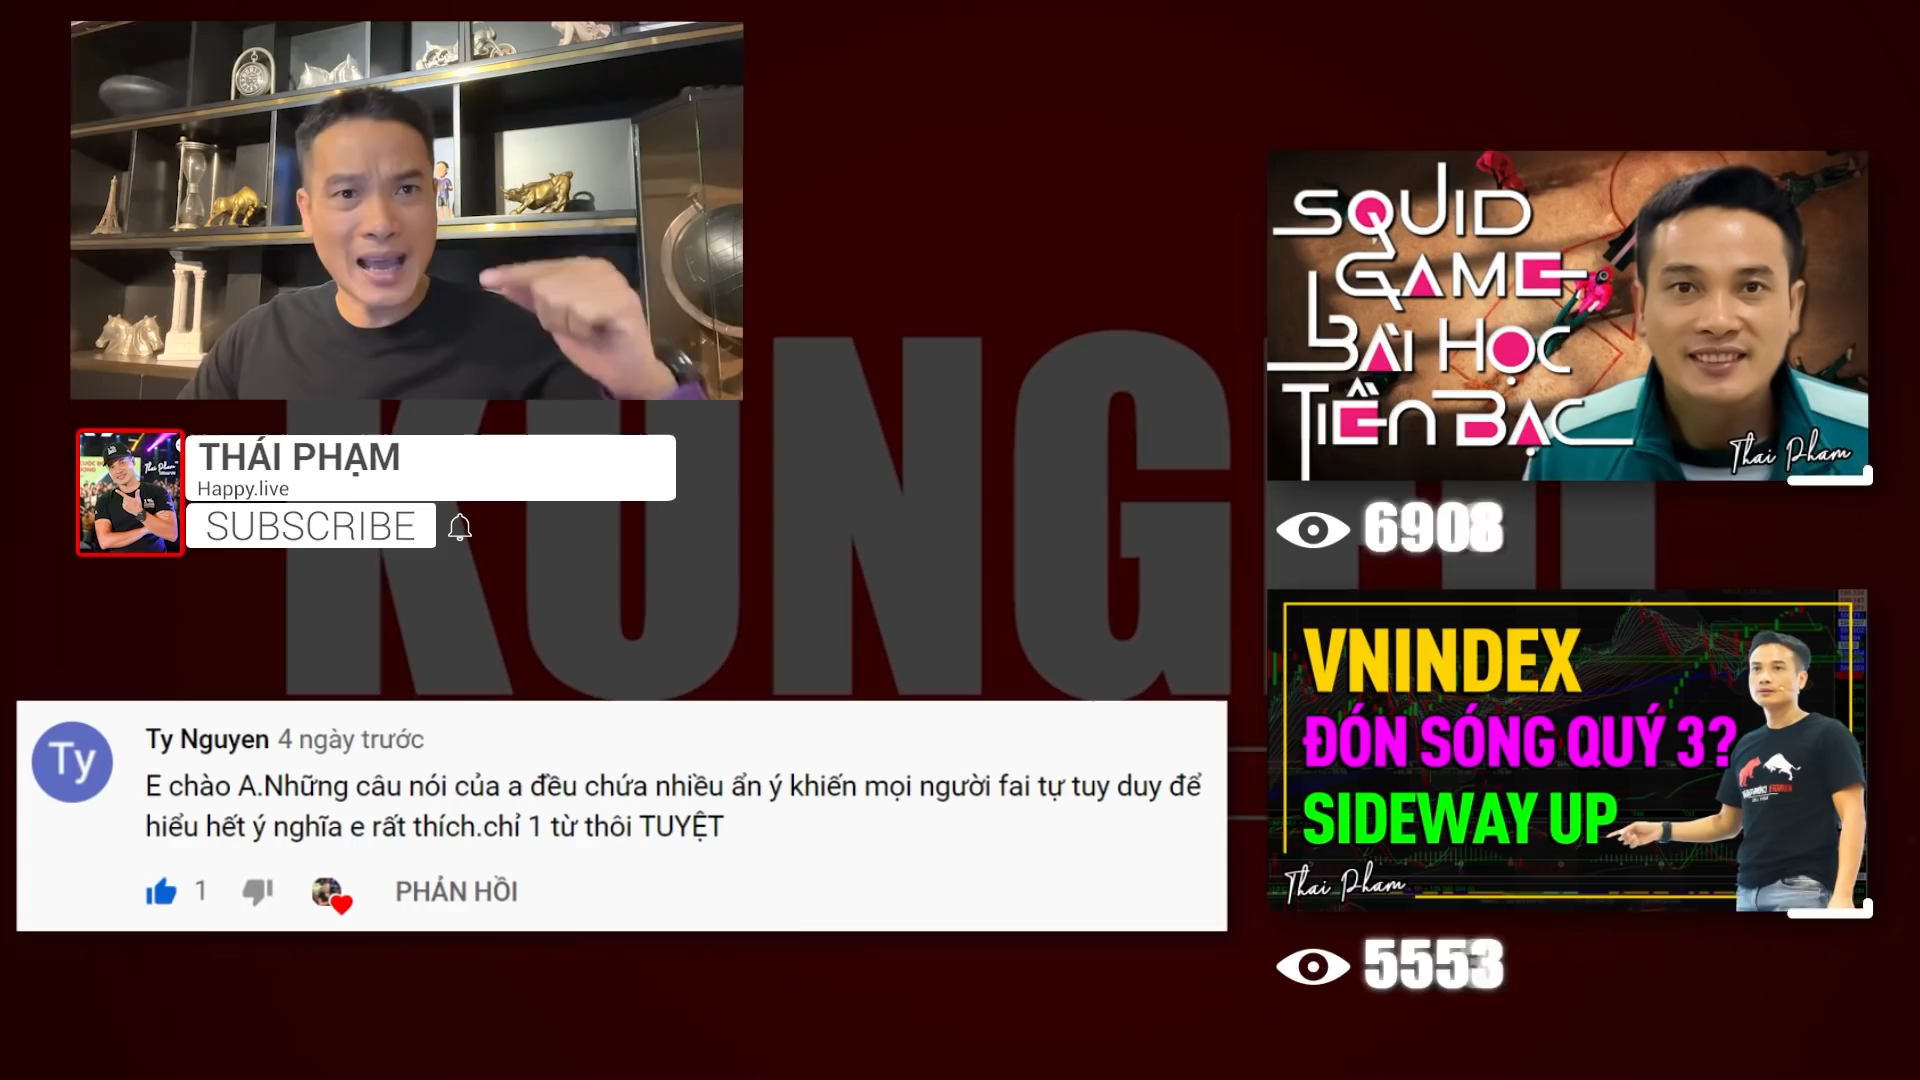 THÁI PHẠM
Happy.live
SUBSCRIBE
Ty
Ty Nguyen 4 ngày trước
E chào A.Những câu nói của a đều chứa nhiều ẩn ý khiến mọi người fai tự tuy duy để
hiểu hết ý nghĩa e rất thích.chỉ 1 từ thôi TUYỆT
1
PHẢN HỒI
SQUID
GAME
BÀI HỌC
TIỀN BẠC
Thai Pham
6908
VNINDEX
ĐÓN SÓNG QUÝ 3?
SIDEWAY UP
Thai Pham
5553